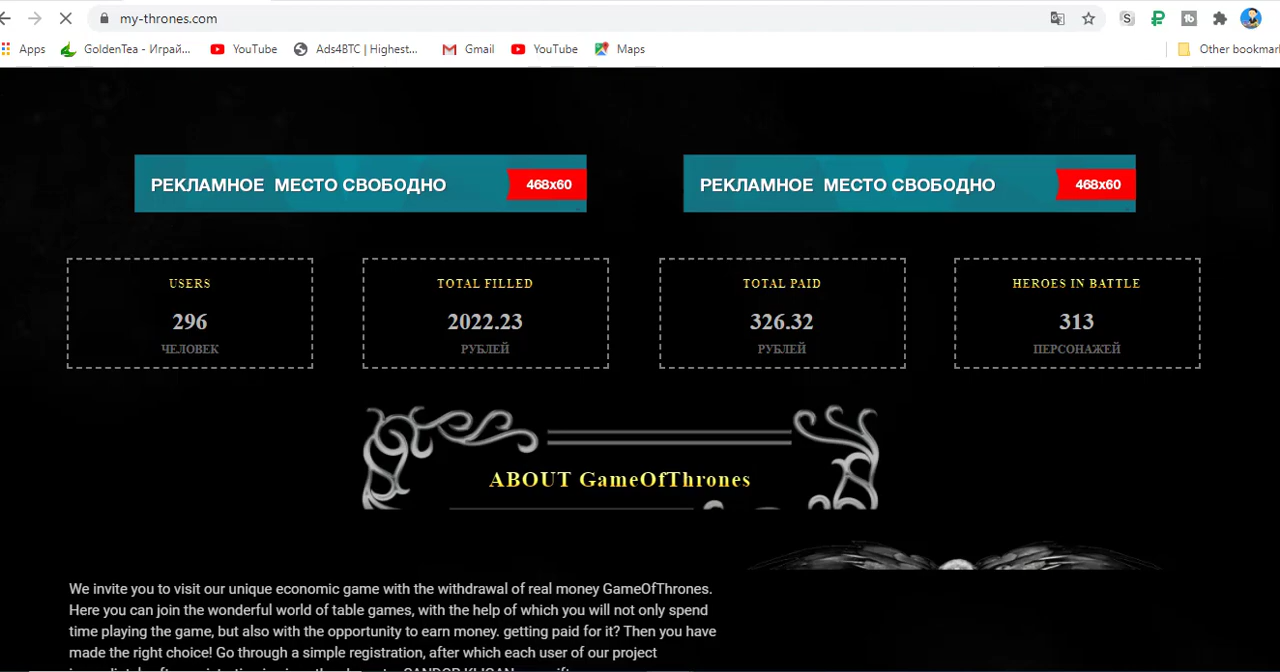 my-thrones.com
Apps GoldenTea - Играй... YouTube Ads4BTC | Highest... Gmail YouTube Maps Other bookmar
РЕКЛАМНОЕ МЕСТО СВОБОДНО 468x60 РЕКЛАМНОЕ МЕСТО СВОБОДНО 468x60
USERS TOTAL FILLED TOTAL PAID HEROES IN BATTLE
296 2022.23 326.32 313
ЧЕЛОВЕК РУБЛЕЙ РУБЛЕЙ ПЕРСОНАЖЕЙ
ABOUT GameOfThrones
We invite you to visit our unique economic game with the withdrawal of real money GameOfThrones.
Here you can join the wonderful world of table games, with the help of which you will not only spend
time playing the game, but also with the opportunity to earn money. getting paid for it? Then you have
made the right choice! Go through a simple registration, after which each user of our project